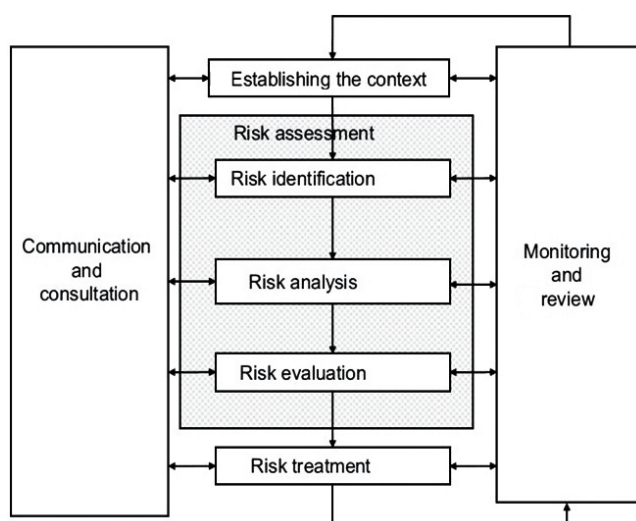 Establishing the context
Risk assessment
Risk identification
Communication
and
consultation
Risk analysis
Monitoring
and
review
Risk evaluation
Risk treatment